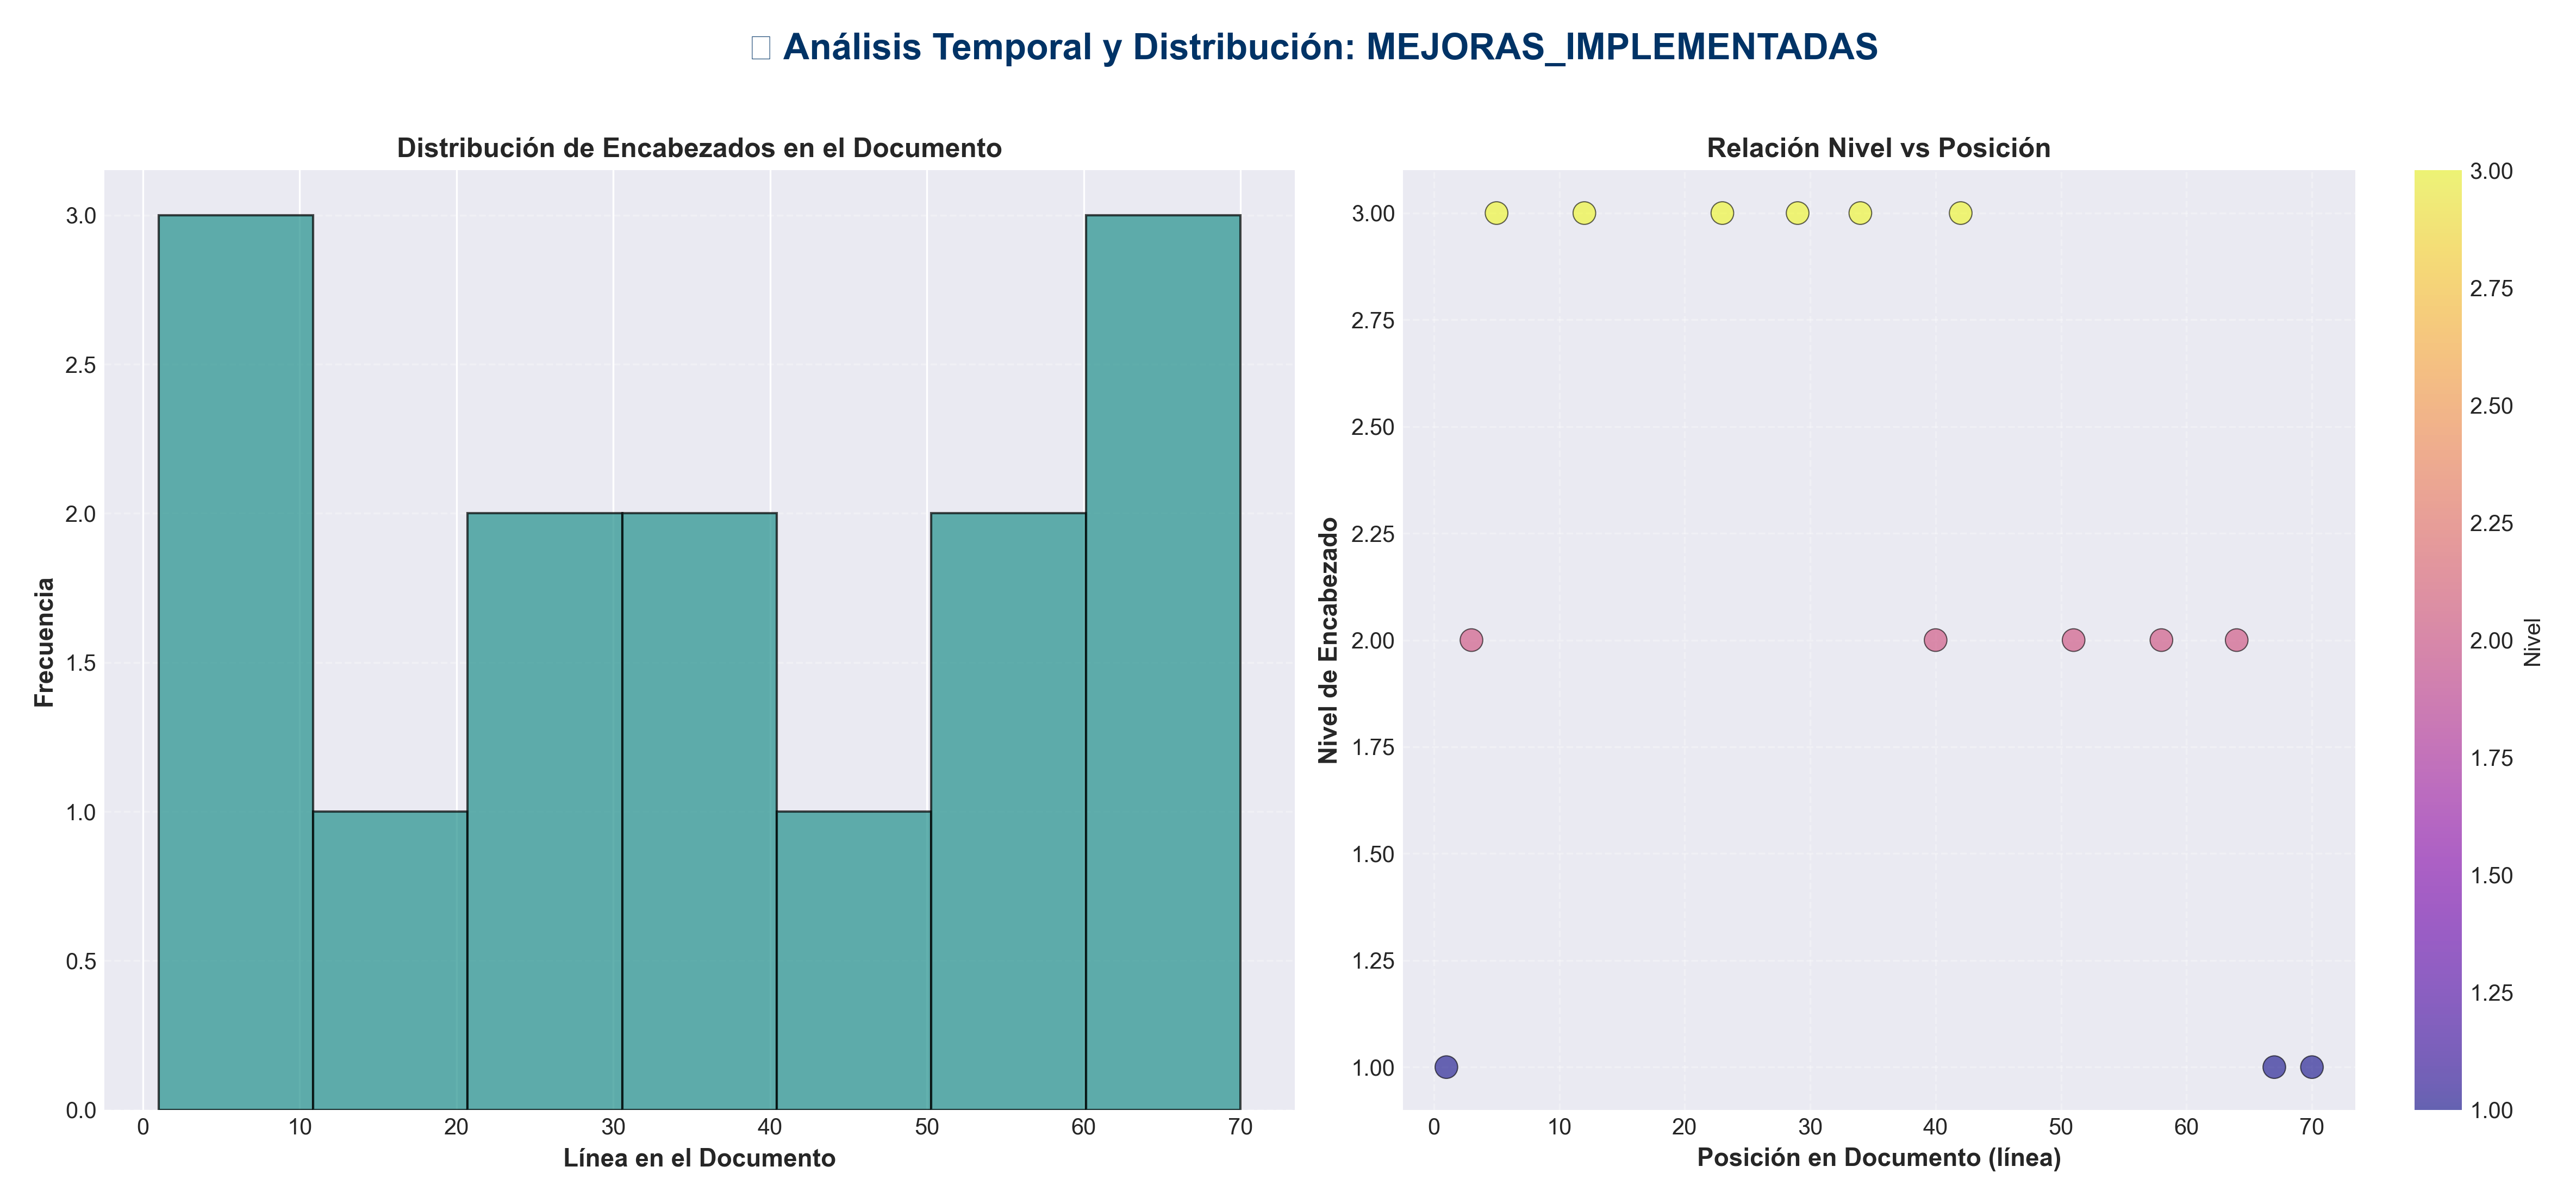 Análisis Temporal y Distribución: MEJORAS_IMPLEMENTADAS
Distribución de Encabezados en el Documento
Frecuencia
3.0
2.5
2.0
1.5
1.0
0.5
0.0
0 10 20 30 40 50 60 70
Línea en el Documento
Relación Nivel vs Posición
Nivel de Encabezado
3.00
2.75
2.50
2.25
2.00
1.75
1.50
1.25
1.00
0 10 20 30 40 50 60 70
Posición en Documento (línea)
3.00
2.75
2.50
2.25
2.00
1.75
1.50
1.25
1.00
Nivel